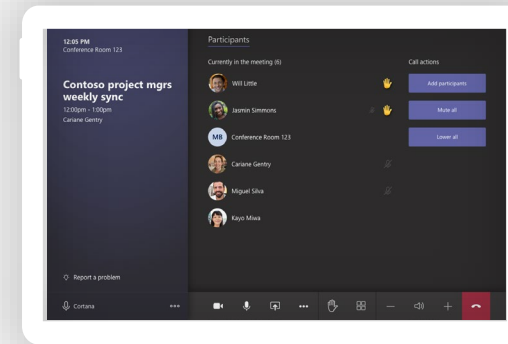 12:05 PM
Conference Room 123
Contoso project mgrs
weekly sync
12:00pm - 1:00pm
Cariane Gentry
Report a problem
Cortana
Participants
Currently in the meeting (6)
Will Little
Jasmin Simmons
MB
Conference Room 123
Cariane Gentry
Miguel Silva
Kayo Miwa
Call actions
Add participants
Mute all
Lower all